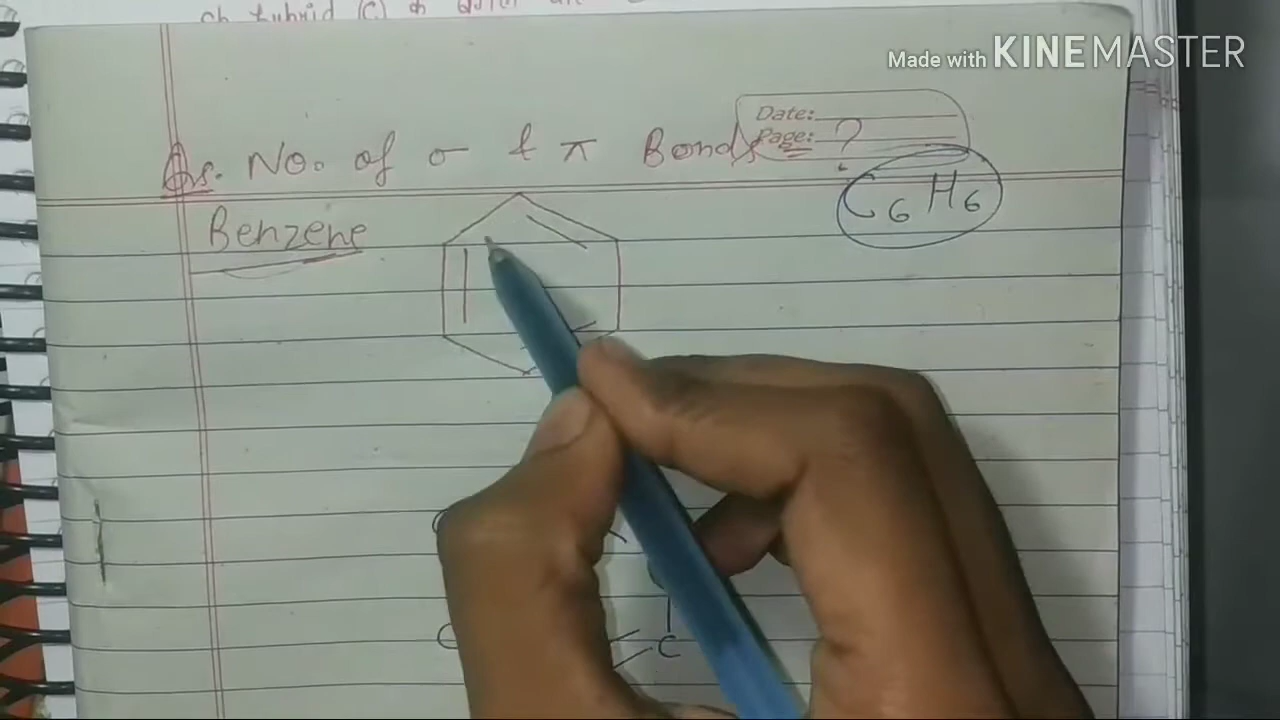 Made with KINEMASTER
Date:
Page:
Qs. No. of σ & π Bonds ?
Benzene
C6H6
C